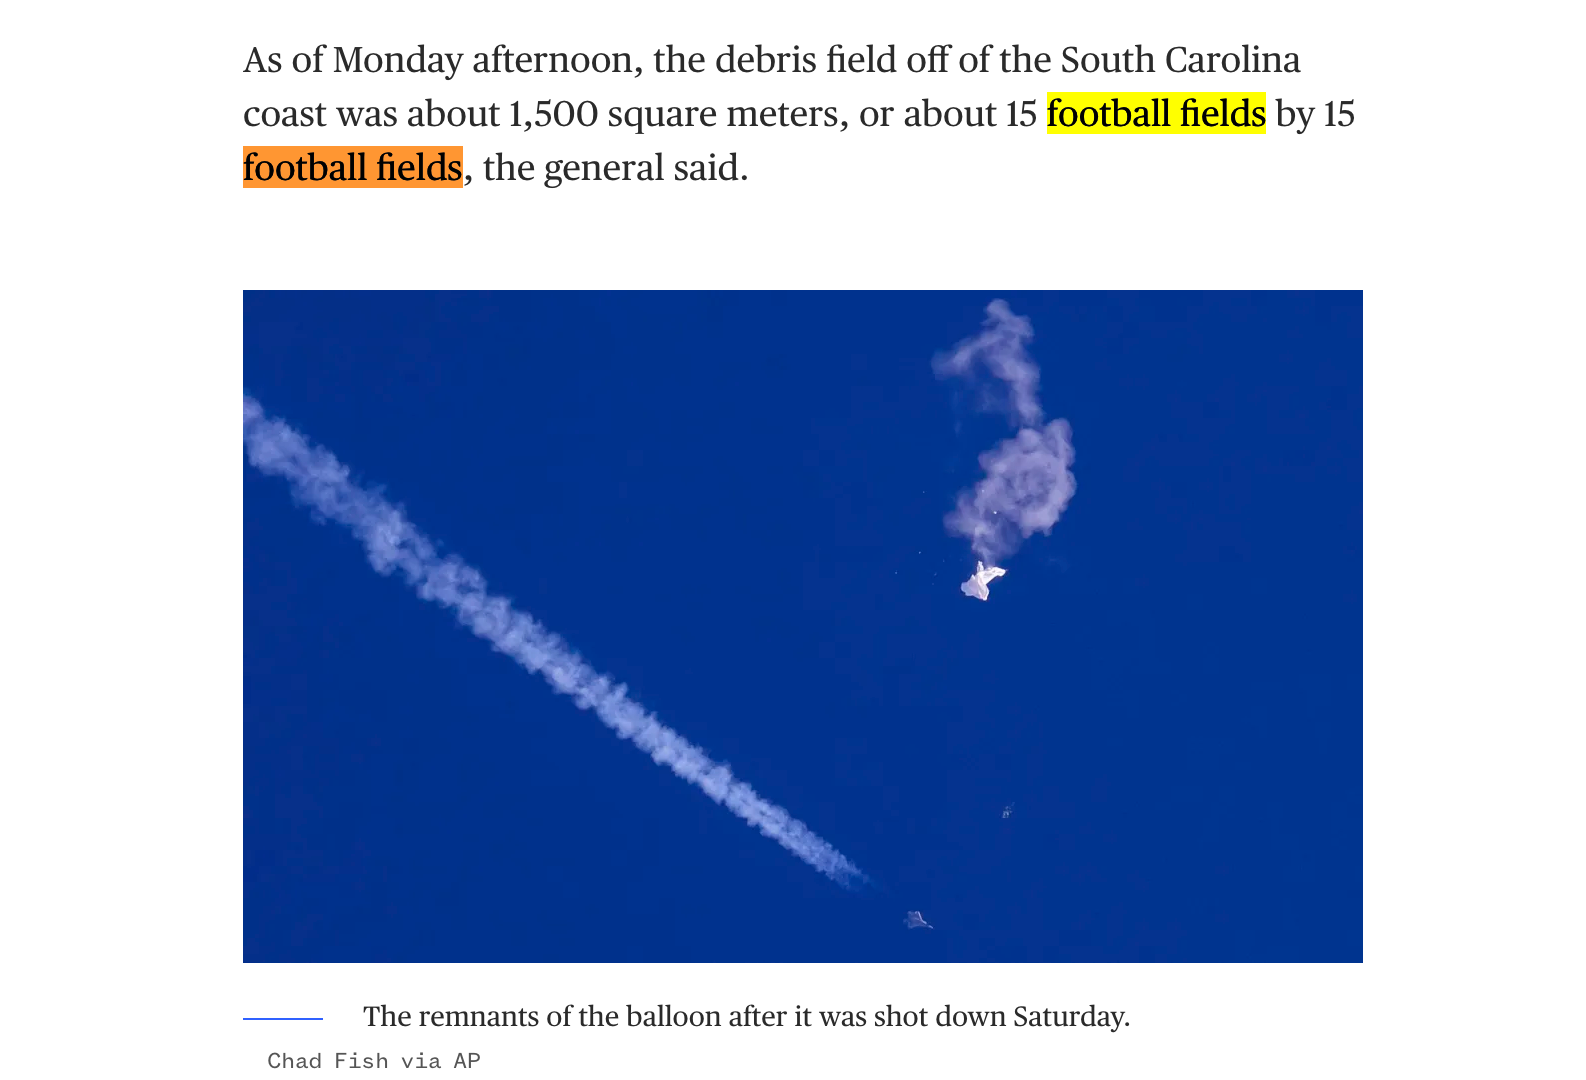 As of Monday afternoon, the debris field off of the South Carolina
coast was about 1,500 square meters, or about 15 football fields by 15
football fields, the general said.
The remnants of the balloon after it was shot down Saturday.
Chad Fish via AP